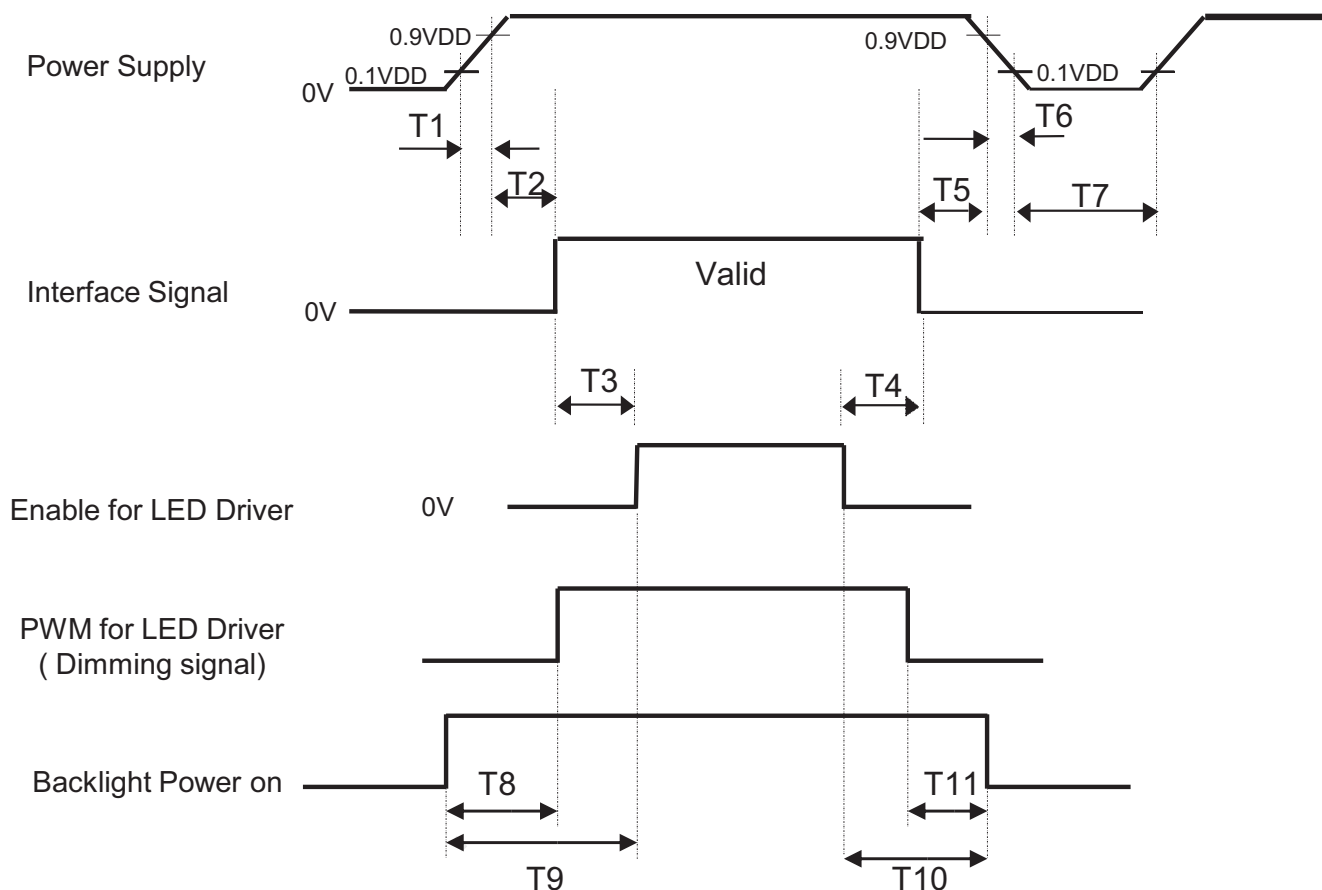 0.9VDD
0.9VDD
Power Supply
0.1VDD
0.1VDD
0V
T1
T6
T2
T5
T7
Valid
Interface Signal
0V
T3
T4
Enable for LED Driver
0V
PWM for LED Driver
( Dimming signal)
Backlight Power on
T8
T11
T9
T10